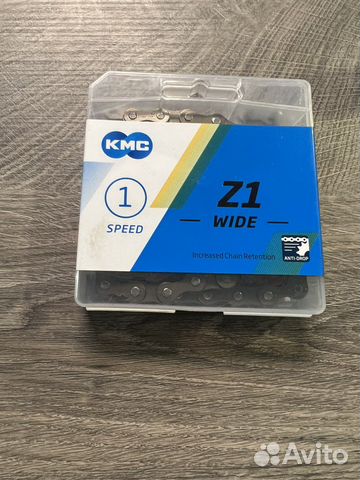 KMC
1
SPEED
Z1
WIDE
Increased Chain Retention
ANTI-DROP
Avito